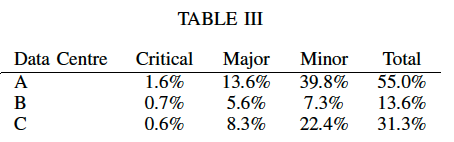 TABLE III
Data Centre Critical Major Minor Total
A 1.6% 13.6% 39.8% 55.0%
B 0.7% 5.6% 7.3% 13.6%
C 0.6% 8.3% 22.4% 31.3%